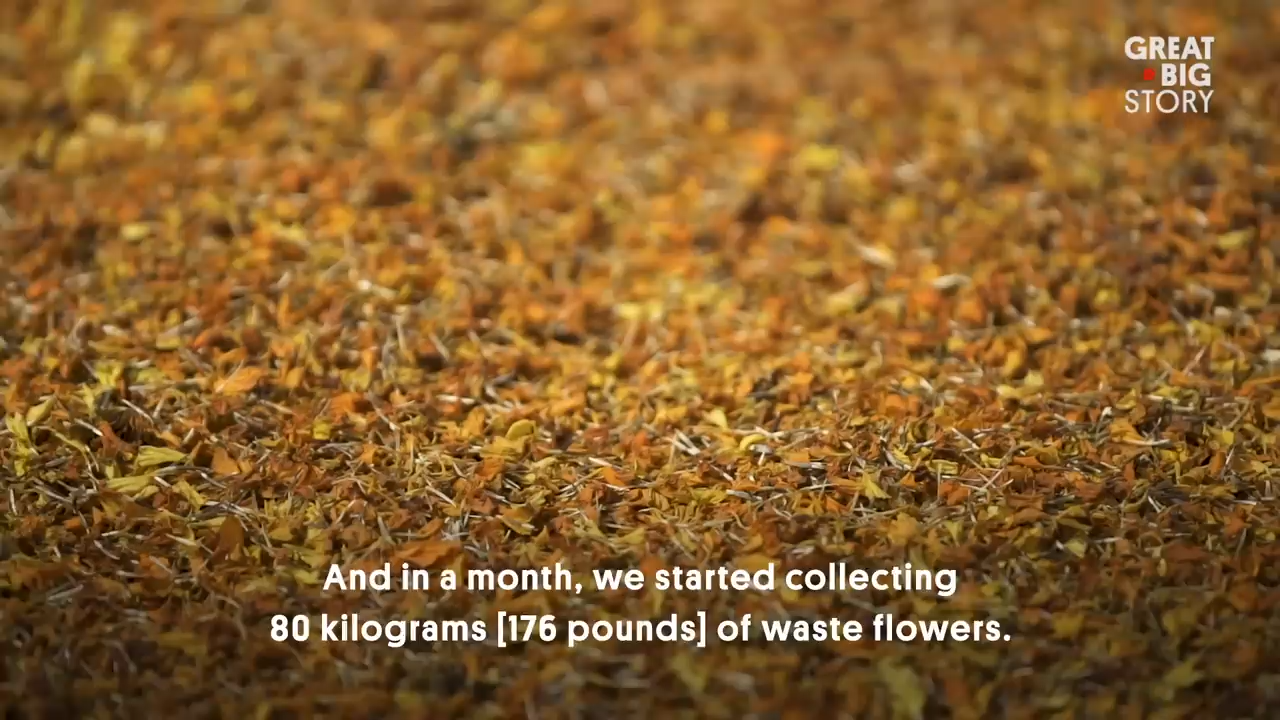 GREAT
BIG
STORY
And in a month, we started collecting
80 kilograms [176 pounds] of waste flowers.